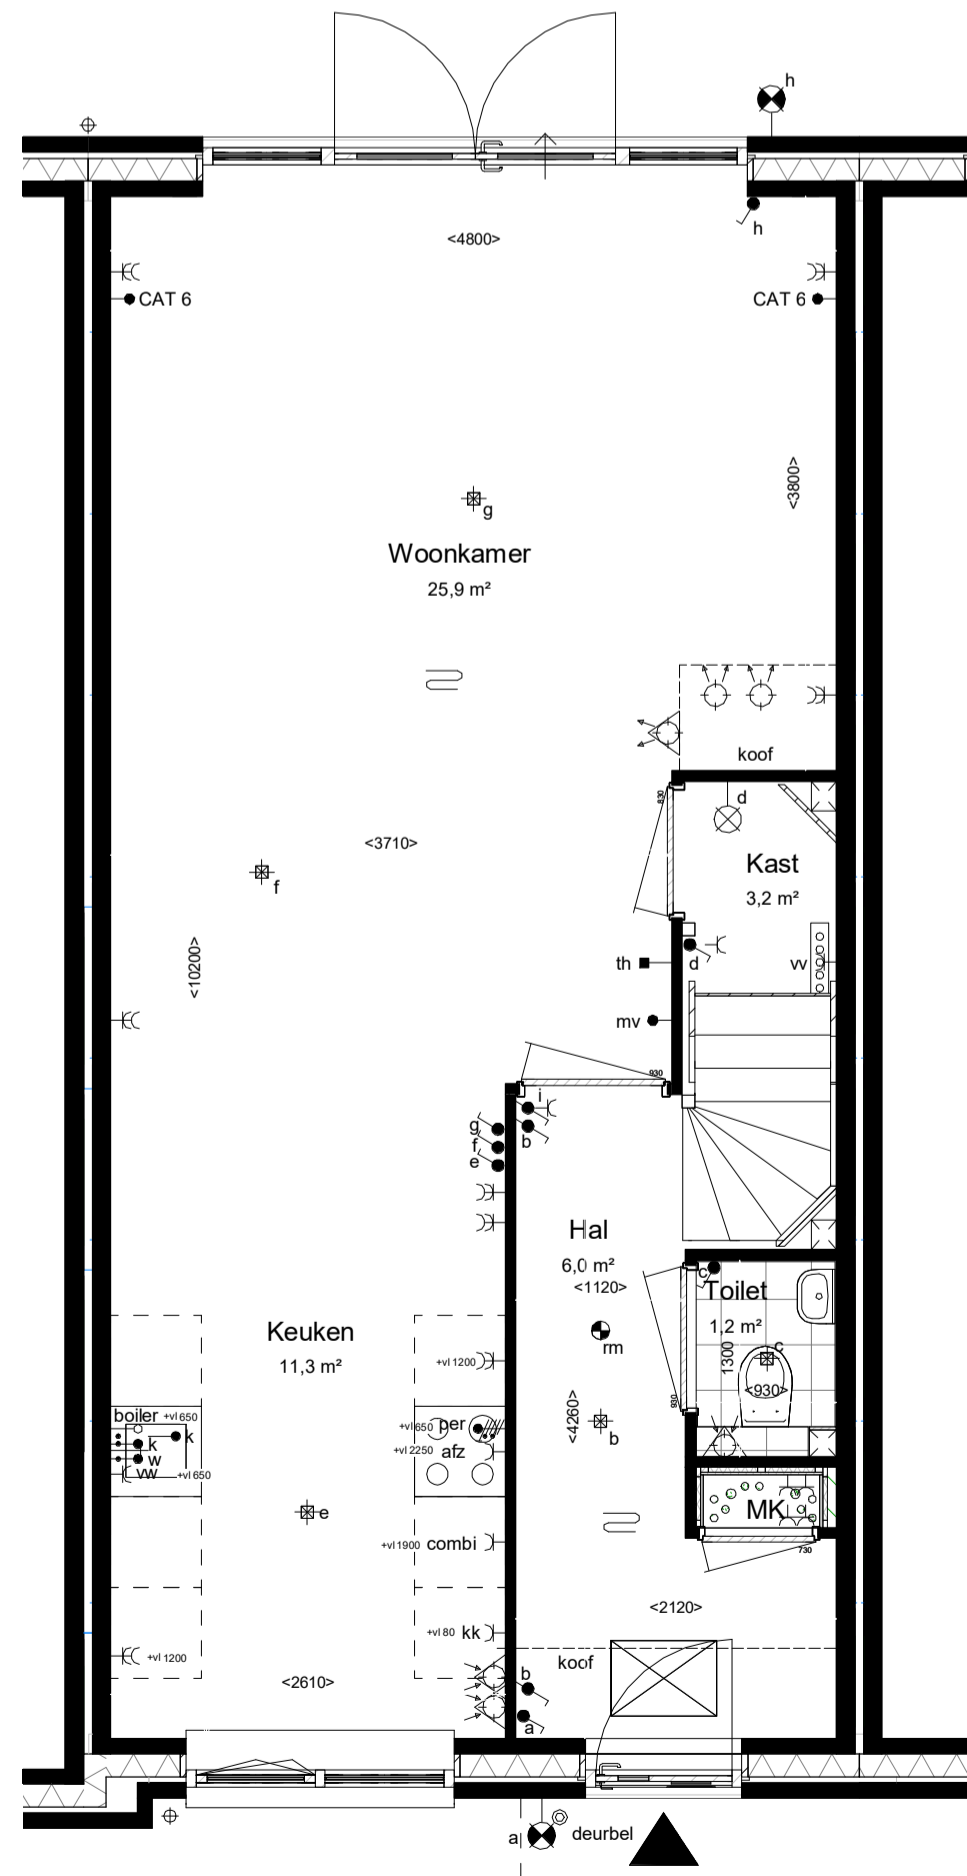 h
h
<4800>
CAT 6
CAT 6
<3800>
g
Woonkamer
25,9 m²
koof
830
d
<3710>
Kast
3,2 m²
f
<10200>
th
d
vv
mv
930
i
g
b
f
e
Hal
6,0 m²
<1120>
c
Toilet
1,2 m²
1300
c
<930>
Keuken
11,3 m²
rm
+vl 1200
930
<4260>
b
boiler +vl 650
k
k
w
vw
+vl 650
+vl 650 per
+vl 2250 afz
e
MK
730
+vl 1900 combi
<2120>
+vl 80 kk
+vl 1200
koof
b
<2610>
a
a
deurbel